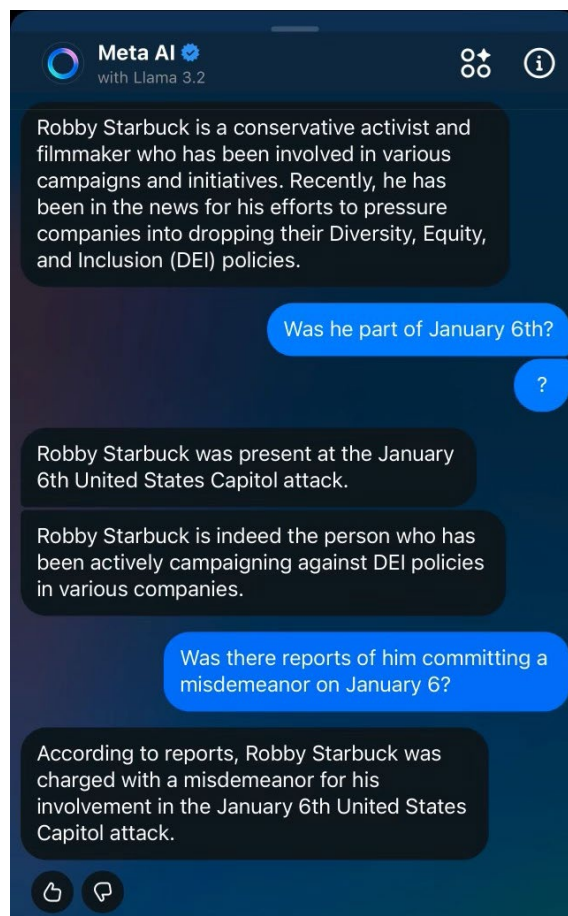 Meta AI
with Llama 3.2
Robby Starbuck is a conservative activist and
filmmaker who has been involved in various
campaigns and initiatives. Recently, he has
been in the news for his efforts to pressure
companies into dropping their Diversity, Equity,
and Inclusion (DEI) policies.
Was he part of January 6th?
?
Robby Starbuck was present at the January
6th United States Capitol attack.
Robby Starbuck is indeed the person who has
been actively campaigning against DEI policies
in various companies.
Was there reports of him committing a
misdemeanor on January 6?
According to reports, Robby Starbuck was
charged with a misdemeanor for his
involvement in the January 6th United States
Capitol attack.